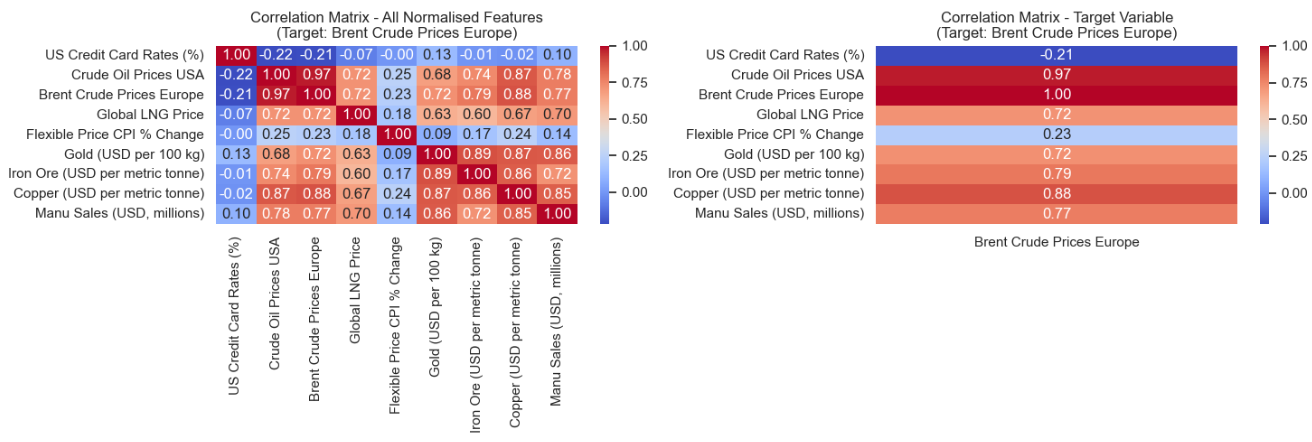 Correlation Matrix - All Normalised Features
(Target: Brent Crude Prices Europe)
US Credit Card Rates (%) 1.00 -0.22 -0.21 -0.07 -0.00 0.13 -0.01 -0.02 0.10
Crude Oil Prices USA -0.22 1.00 0.97 0.72 0.25 0.68 0.74 0.87 0.78
Brent Crude Prices Europe -0.21 0.97 1.00 0.72 0.23 0.72 0.79 0.88 0.77
Global LNG Price -0.07 0.72 0.72 1.00 0.18 0.63 0.60 0.67 0.70
Flexible Price CPI % Change -0.00 0.25 0.23 0.18 1.00 0.09 0.17 0.24 0.14
Gold (USD per 100 kg) 0.13 0.68 0.72 0.63 0.09 1.00 0.89 0.87 0.86
Iron Ore (USD per metric tonne) -0.01 0.74 0.79 0.60 0.17 0.89 1.00 0.86 0.72
Copper (USD per metric tonne) -0.02 0.87 0.88 0.67 0.24 0.87 0.86 1.00 0.85
Manu Sales (USD, millions) 0.10 0.78 0.77 0.70 0.14 0.86 0.72 0.85 1.00
US Credit Card Rates (%)
Crude Oil Prices USA
Brent Crude Prices Europe
Global LNG Price
Flexible Price CPI % Change
Gold (USD per 100 kg)
Iron Ore (USD per metric tonne)
Copper (USD per metric tonne)
Manu Sales (USD, millions)
1.00
0.75
0.50
0.25
0.00
Correlation Matrix - Target Variable
(Target: Brent Crude Prices Europe)
US Credit Card Rates (%) -0.21
Crude Oil Prices USA 0.97
Brent Crude Prices Europe 1.00
Global LNG Price 0.72
Flexible Price CPI % Change 0.23
Gold (USD per 100 kg) 0.72
Iron Ore (USD per metric tonne) 0.79
Copper (USD per metric tonne) 0.88
Manu Sales (USD, millions) 0.77
Brent Crude Prices Europe
1.00
0.75
0.50
0.25
0.00